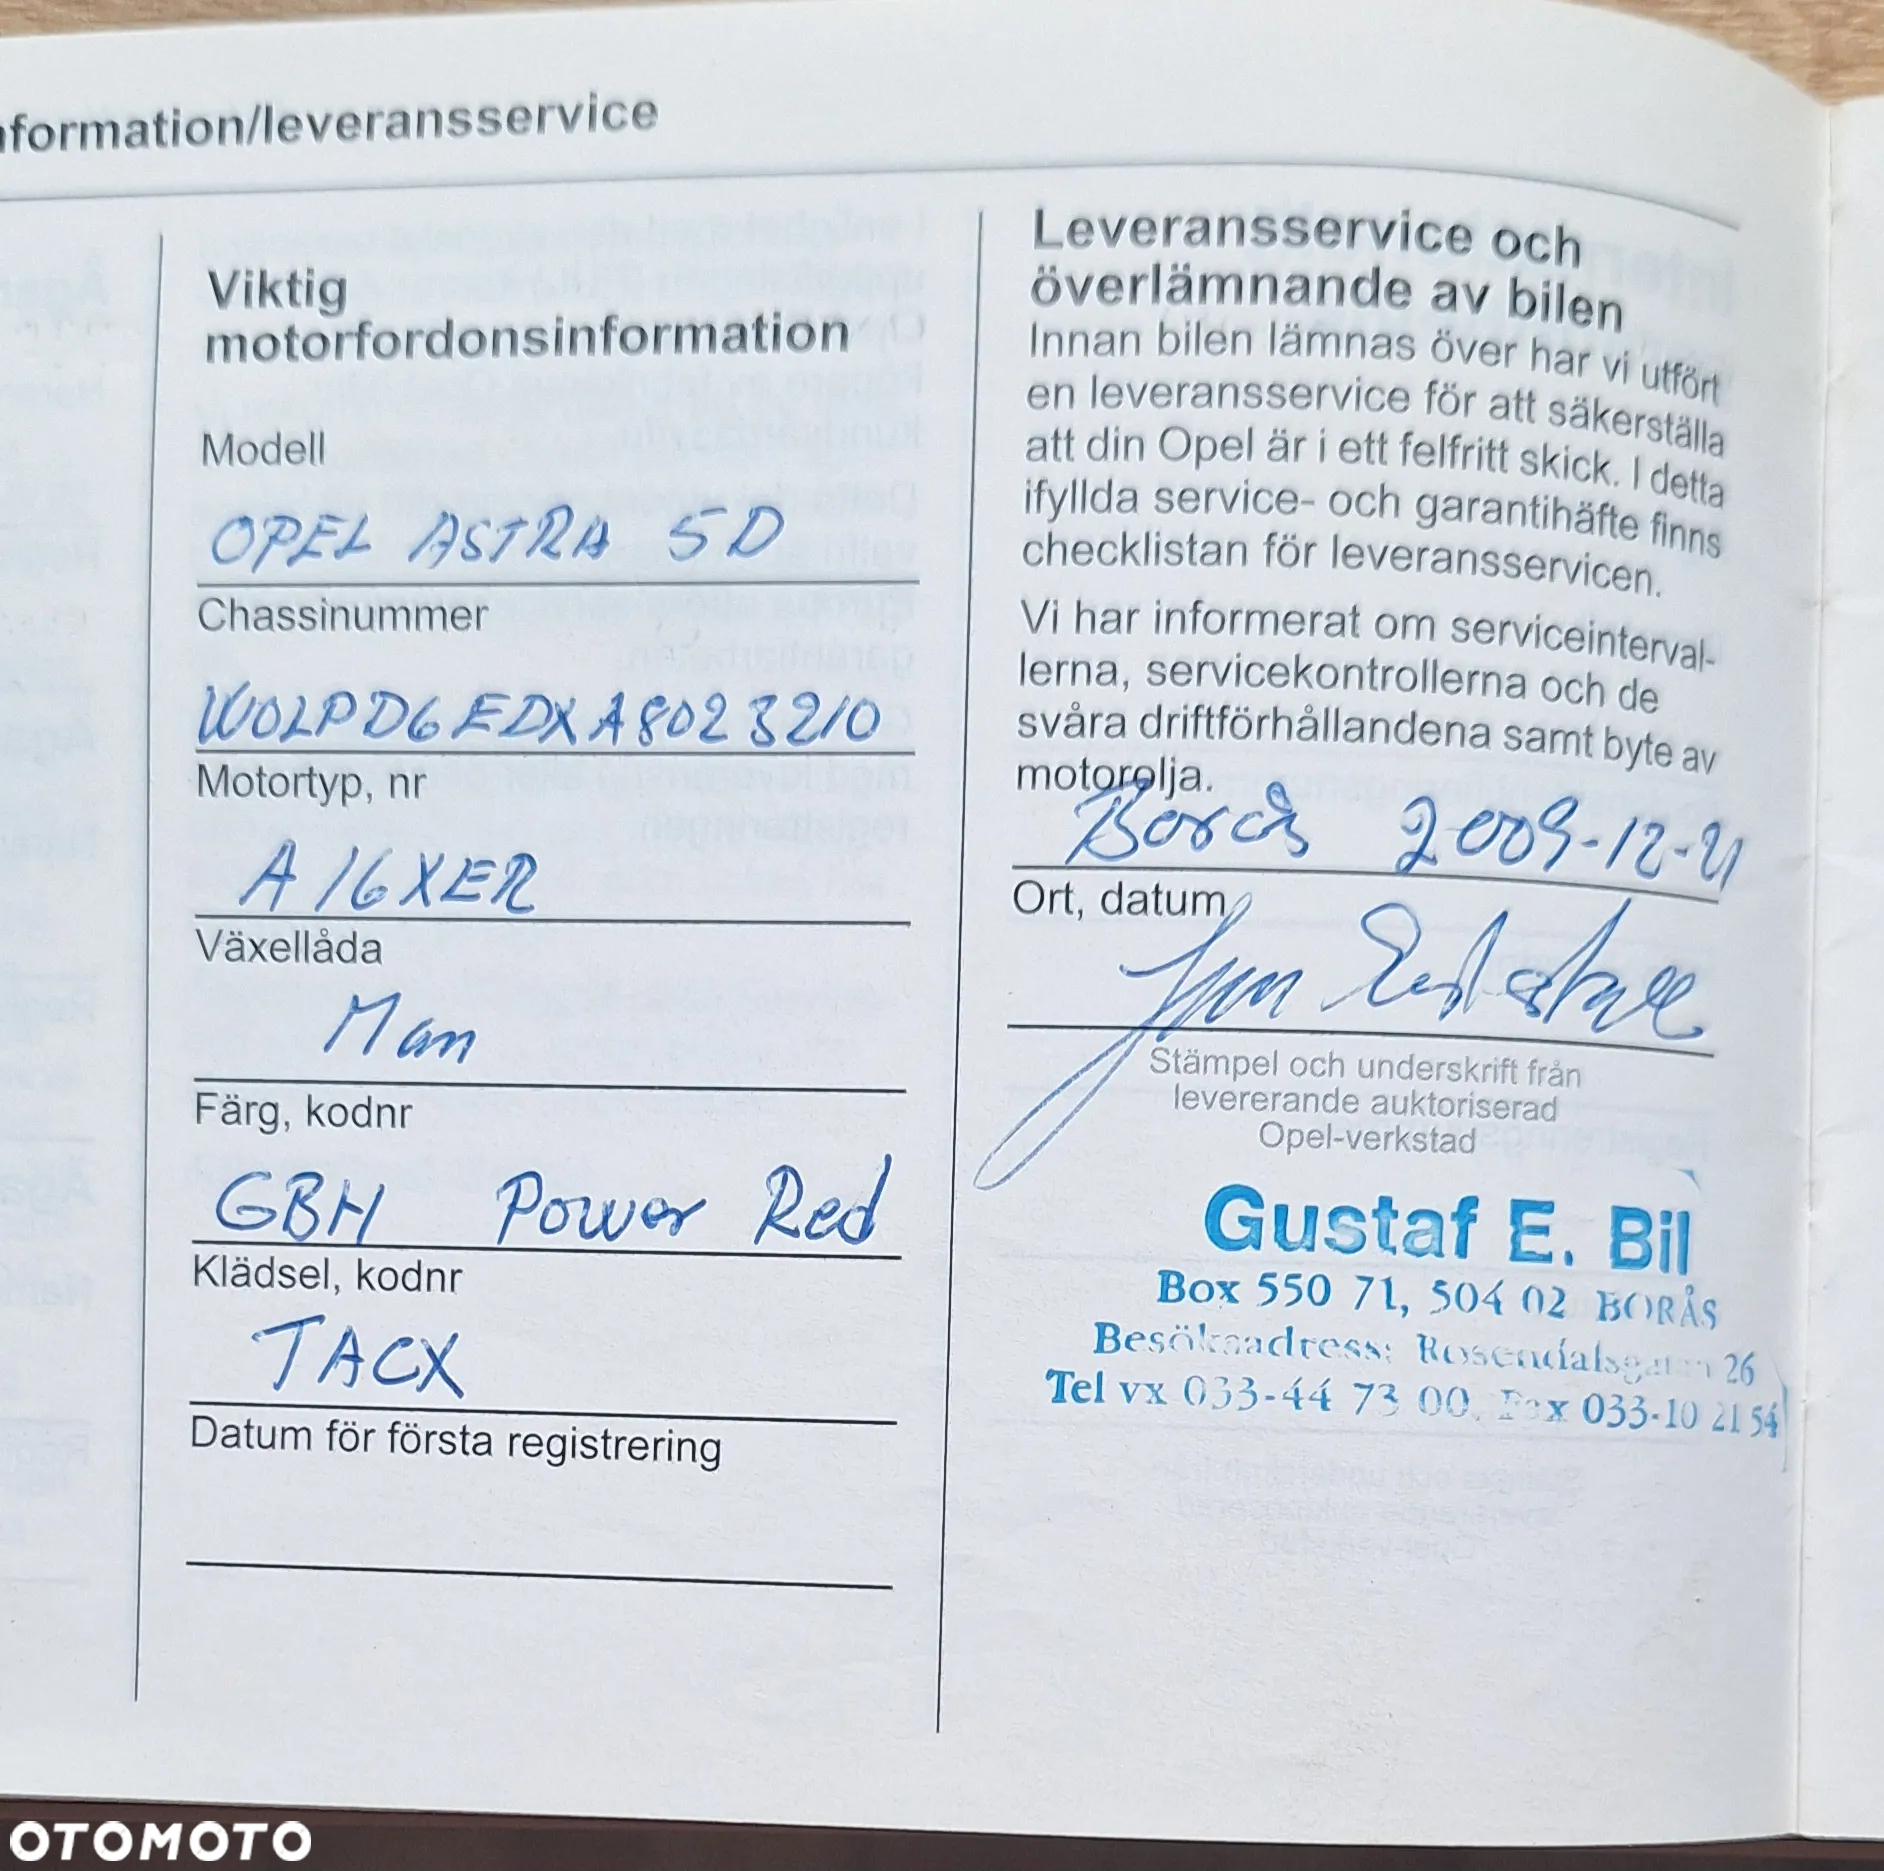 nformation/leveransservice
Viktig
motorfordonsinformation
Modell
OPEL ASTRA 5D
Chassinummer
WOLPD6EDXA8023210
Motortyp, nr
A16XER
Växellåda
Man
Färg, kodnr
GBH Power Red
Klädsel, kodnr
TACX
Datum för första registrering
Leveransservice och
överlämnande av bilen
Innan bilen lämnas över har vi utfört
en leveransservice för att säkerställa
att din Opel är i ett felfritt skick. I detta
ifyllda service- och garantihäfte finns
checklistan för leveransservicen.
Vi har informerat om serviceinterval-
lerna, servicekontrollerna och de
svåra driftförhållandena samt byte av
motorolja.
Borås 2009-12-21
Ort, datum
Stämpel och underskrift från
levererande auktoriserad
Opel-verkstad
Gustaf E. Bil
Box 550 71, 504 02 BORÅS
Besöksadress: Rosendalsgatan 26
Tel vx 033-44 73 00. Fax 033-10 21 54
OTOMOTO